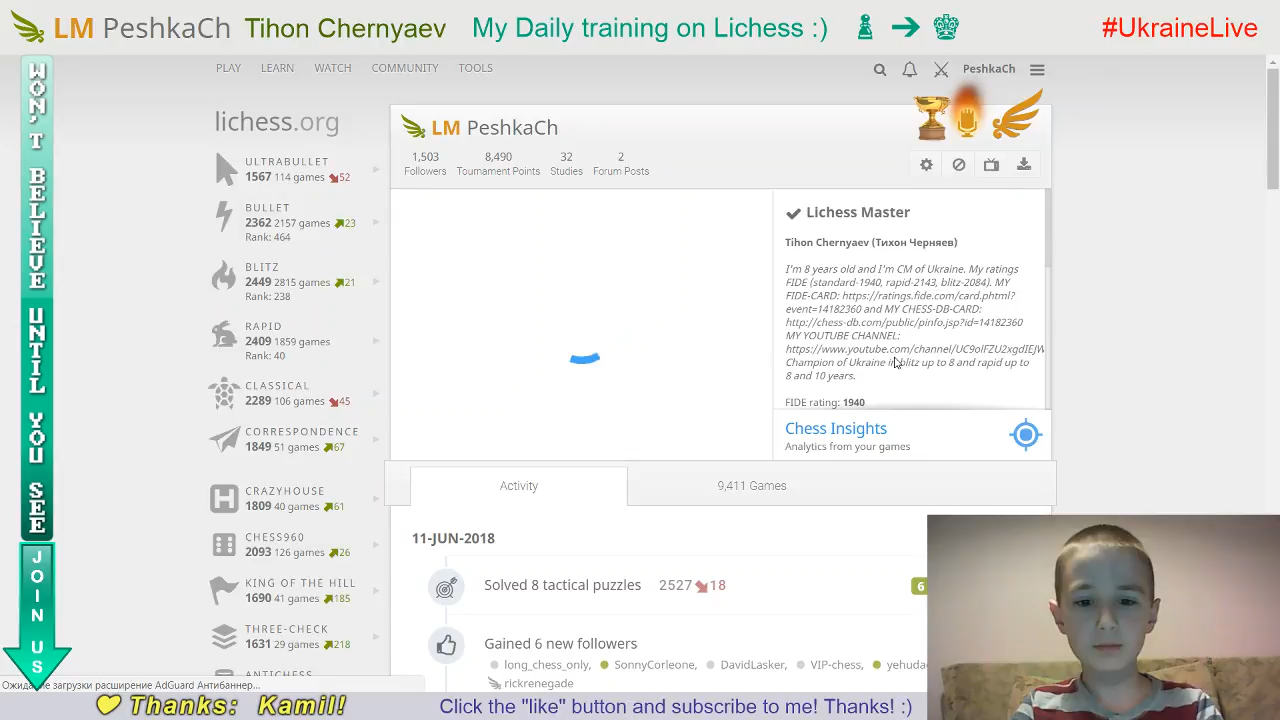 LM PeshkaCh Tihon Chernyaev My Daily training on Lichess :) #UkraineLive
WON'T BELIEVE UNTIL YOU SEE
JOIN US
PLAY LEARN WATCH COMMUNITY TOOLS PeshkaCh
lichess.org
ULTRABULLET
1567 114 games 52
BULLET
2362 2157 games 23
Rank: 464
BLITZ
2449 2815 games 21
Rank: 238
RAPID
2409 1859 games
Rank: 40
CLASSICAL
2289 106 games 45
CORRESPONDENCE
1849 51 games 67
CRAZYHOUSE
1809 40 games 61
CHESS960
2093 126 games 26
KING OF THE HILL
1690 41 games 185
THREE-CHECK
1631 29 games 218
LM PeshkaCh
1,503 8,490 32 2
Followers Tournament Points Studies Forum Posts
Lichess Master
Tihon Chernyaev (Тихон Черняев)
I'm 8 years old and I'm CM of Ukraine. My ratings
FIDE (standard-1940, rapid-2143, blitz-2084). MY
FIDE-CARD: https://ratings.fide.com/card.phtml?
event=14182360 and MY CHESS-DB-CARD:
http://chess-db.com/public/pinfo.jsp?id=14182360
MY YOUTUBE CHANNEL:
https://www.youtube.com/channel/UC9olFZU2xgdIEJW
Champion of Ukraine in blitz up to 8 and rapid up to
8 and 10 years.
FIDE rating: 1940
Chess Insights
Analytics from your games
Activity 9,411 Games
11-JUN-2018
Solved 8 tactical puzzles 2527 18 6
Gained 6 new followers
long_chess_only, SonnyCorleone, DavidLasker, VIP-chess,
rickrenegade
расширение AdGuard Антибаннер...
Thanks: Kamil! Click the "like" button and subscribe to me! Thanks! :)